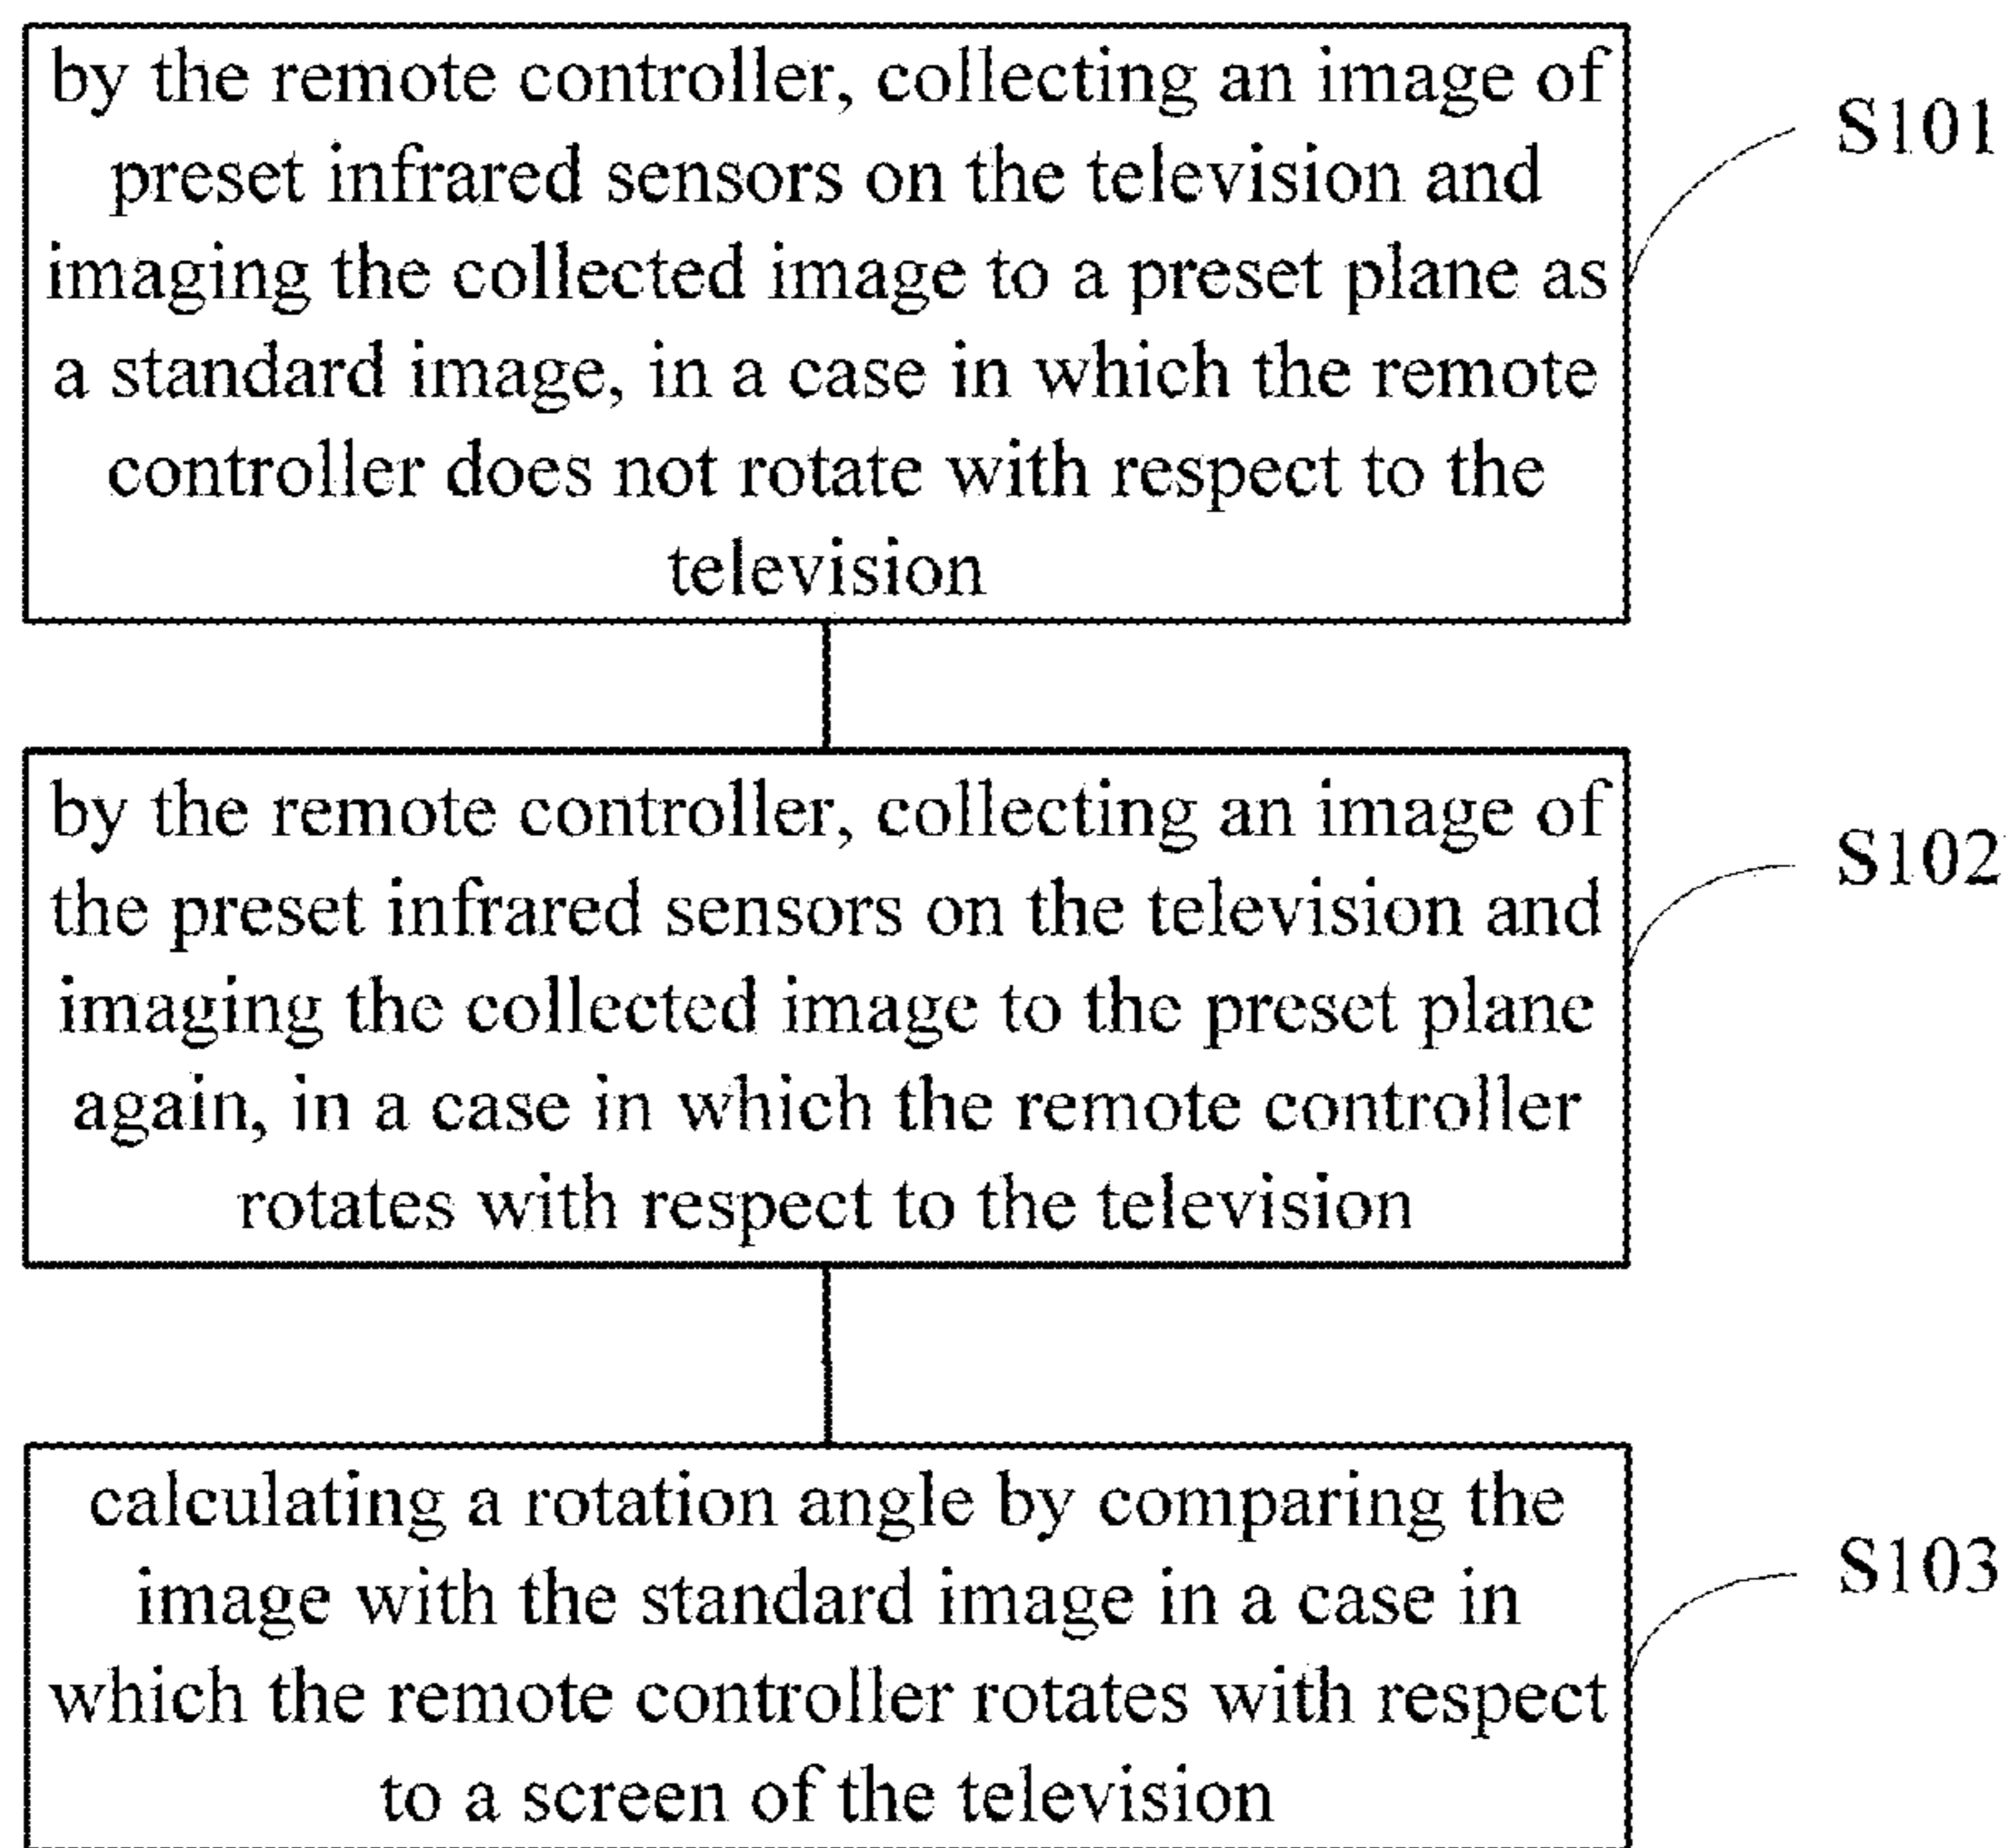 by the remote controller, collecting an image of
preset infrared sensors on the television and
imaging the collected image to a preset plane as
a standard image, in a case in which the remote
controller does not rotate with respect to the
television
S101
by the remote controller, collecting an image of
the preset infrared sensors on the television and
imaging the collected image to the preset plane
again, in a case in which the remote controller
rotates with respect to the television
S102
calculating a rotation angle by comparing the
image with the standard image in a case in
which the remote controller rotates with respect
to a screen of the television
S103